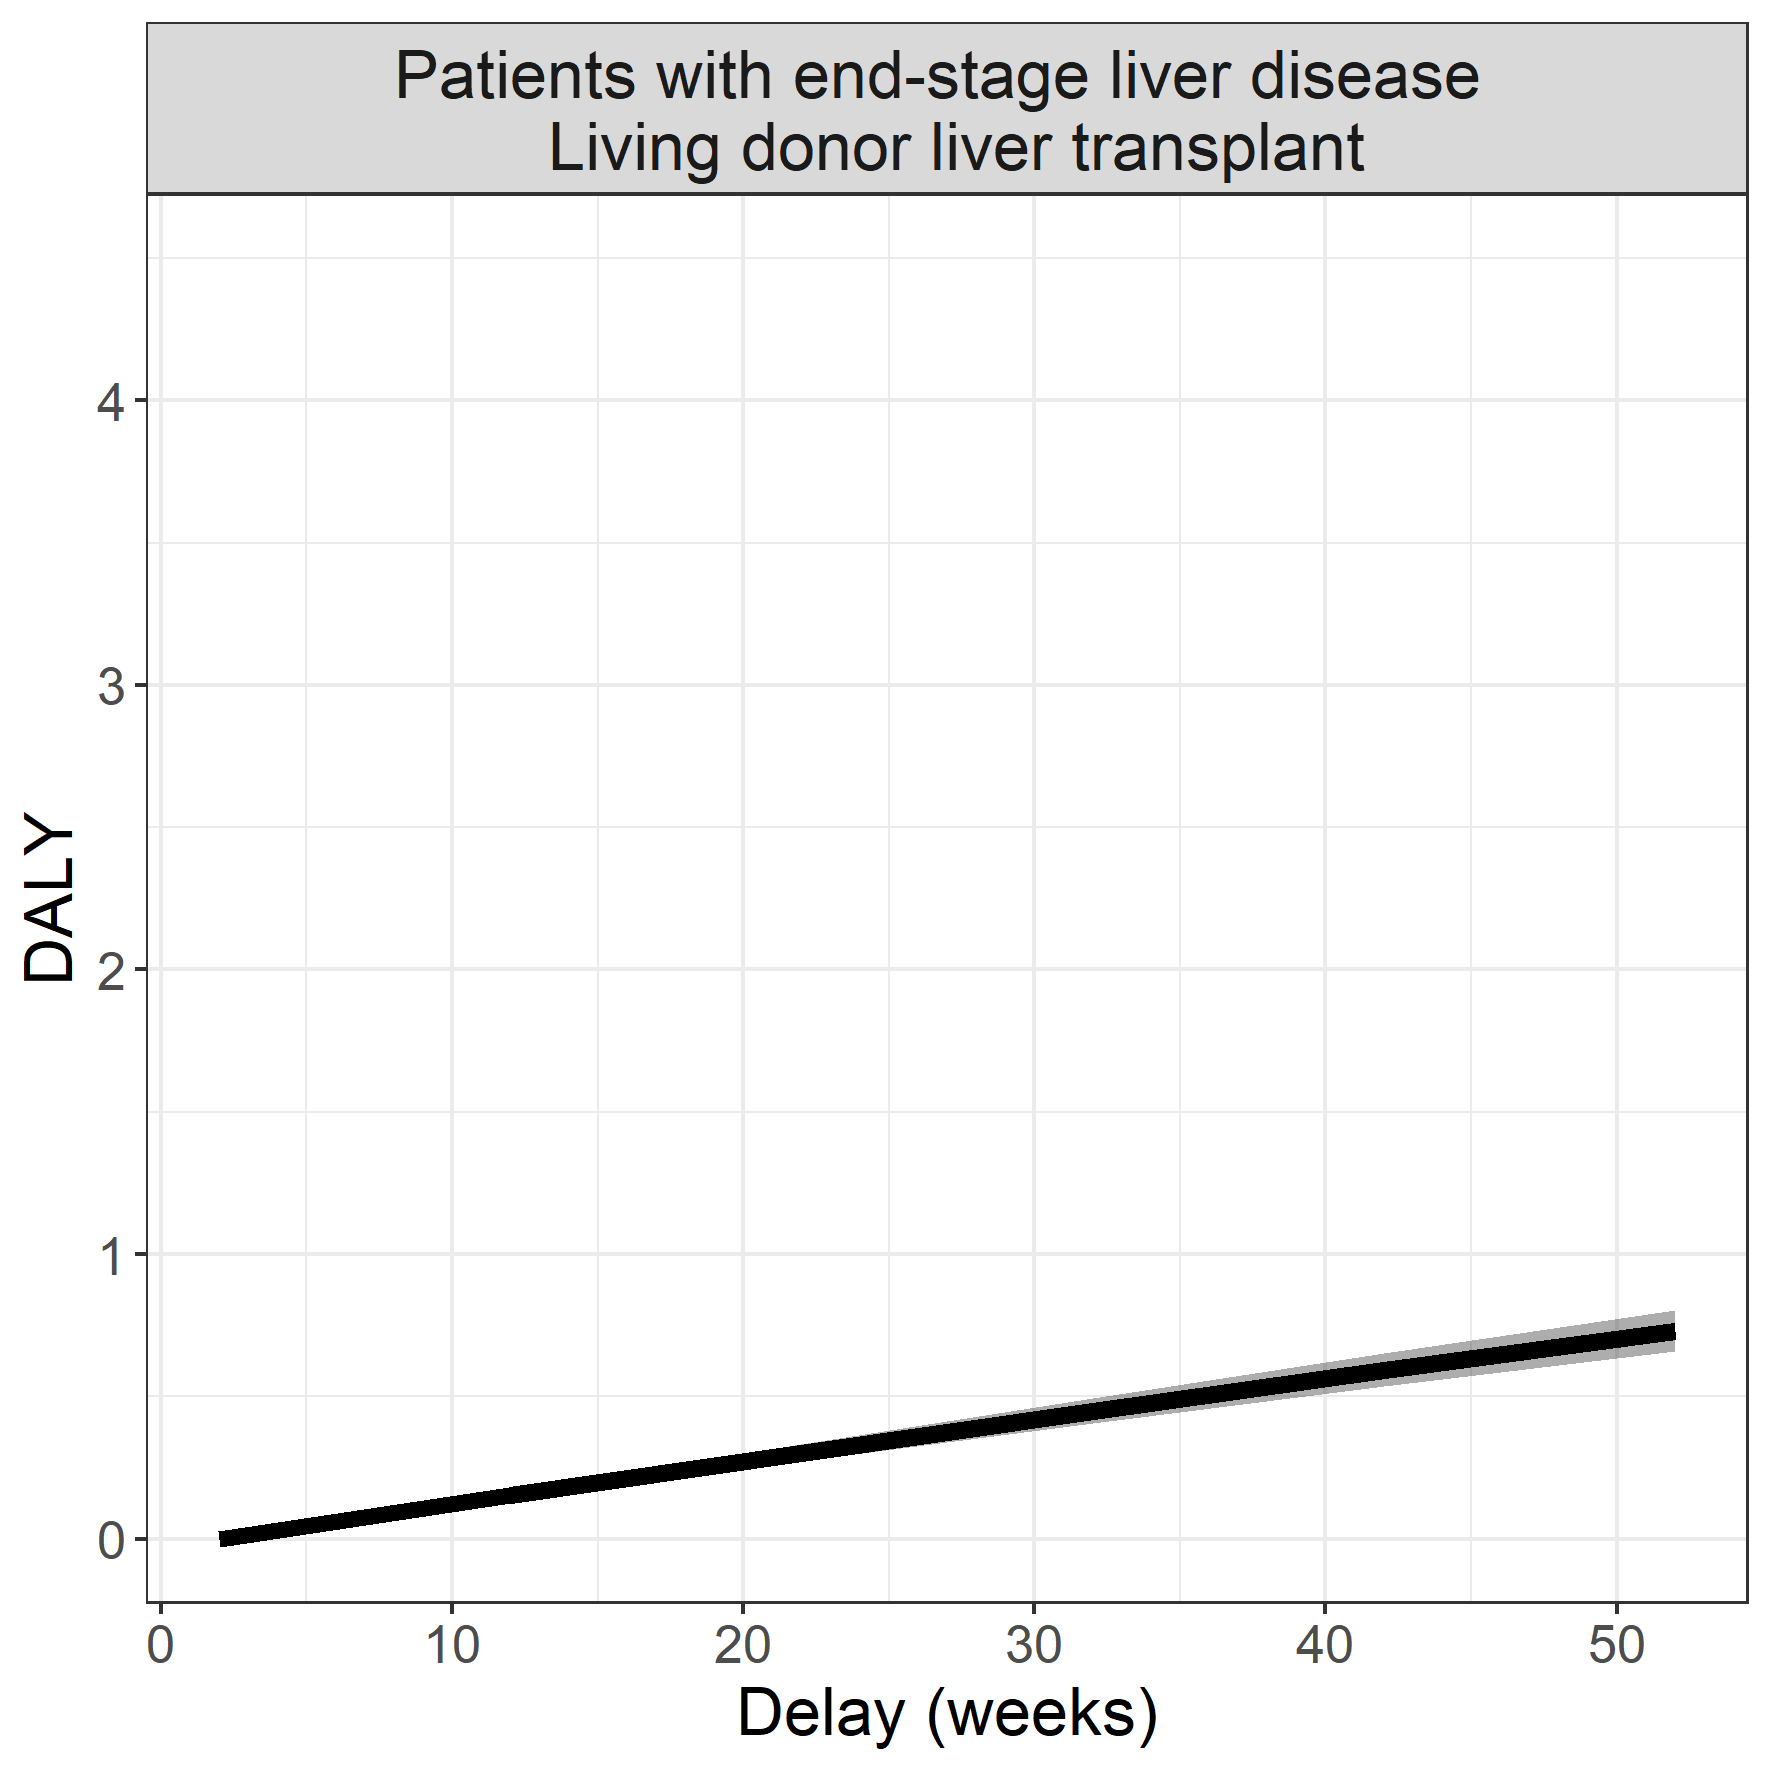 Patients with end-stage liver disease
Living donor liver transplant
4
3
2
1
0
DALY
0 10 20 30 40 50
Delay (weeks)